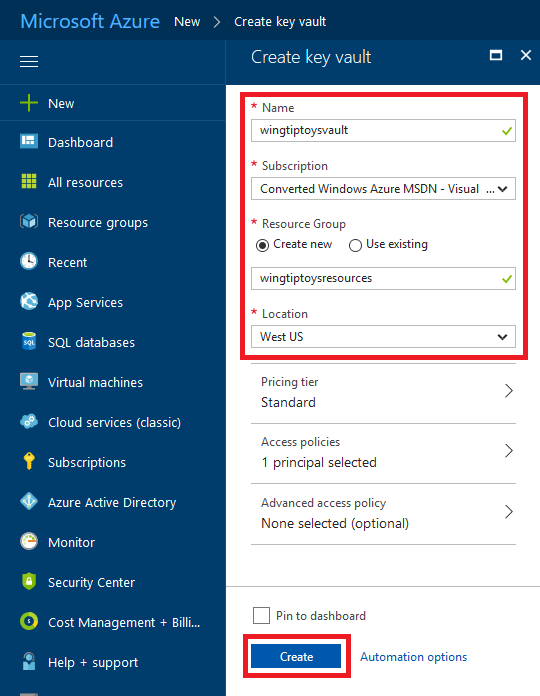 Microsoft Azure New > Create key vault
Create key vault
New
Dashboard
All resources
Resource groups
Recent
App Services
SQL
SQL databases
Virtual machines
Cloud services (classic)
Subscriptions
Azure Active Directory
Monitor
Security Center
Cost Management + Billi...
Help + support
* Name
wingtiptoysvault
* Subscription
Converted Windows Azure MSDN - Visual ...
* Resource Group
Create new Use existing
wingtiptoysresources
* Location
West US
Pricing tier
Standard
Access policies
1 principal selected
Advanced access policy
None selected (optional)
Pin to dashboard
Create Automation options